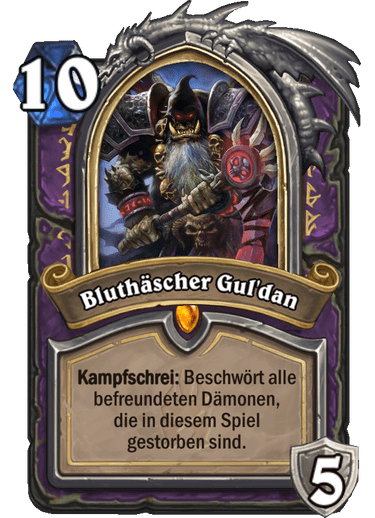 10
Bluthäscher Gul'dan
Kampfschrei: Beschwört alle
befreundeten Dämonen,
die in diesem Spiel
gestorben sind.
5